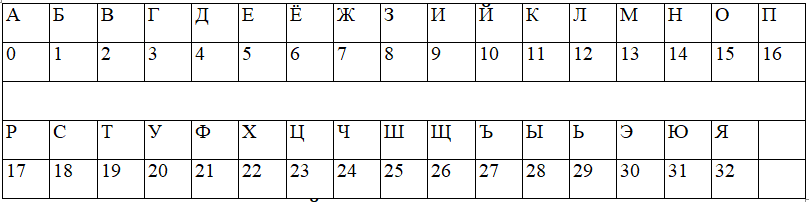 А Б В Г Д Е Ё Ж З И Й К Л М Н О П
0 1 2 3 4 5 6 7 8 9 10 11 12 13 14 15 16
Р С Т У Ф Х Ц Ч Ш Щ Ъ Ы Ь Э Ю Я
17 18 19 20 21 22 23 24 25 26 27 28 29 30 31 32